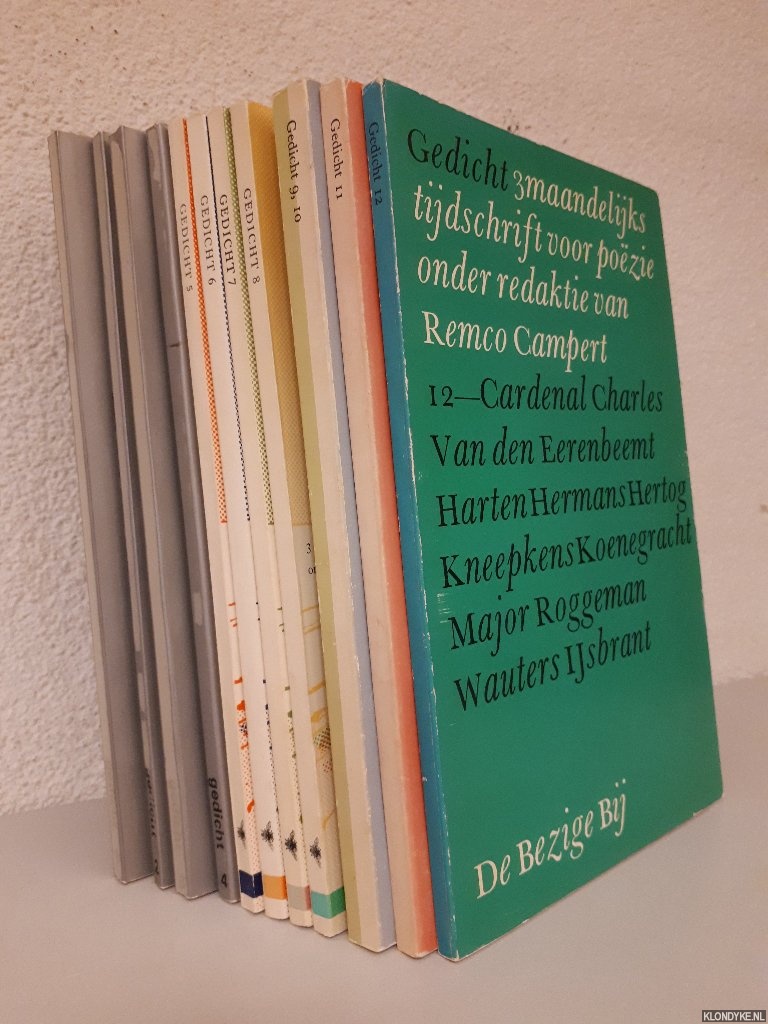 gedicht
4
GEDICHT 5
GEDICHT 6
GEDICHT 7
GEDICHT 8
Gedicht 9, 10
Gedicht 11
Gedicht 12
Gedicht 3maandelijks
tijdschrift voor poëzie
onder redaktie van
Remco Campert
12—Cardenal Charles
Van den Eerenbeemt
Harten Hermans Hertog
Kneepkens Koenegracht
Major Roggeman
Wauters IJsbrant
De Bezige Bij
KLONDYKE.NL